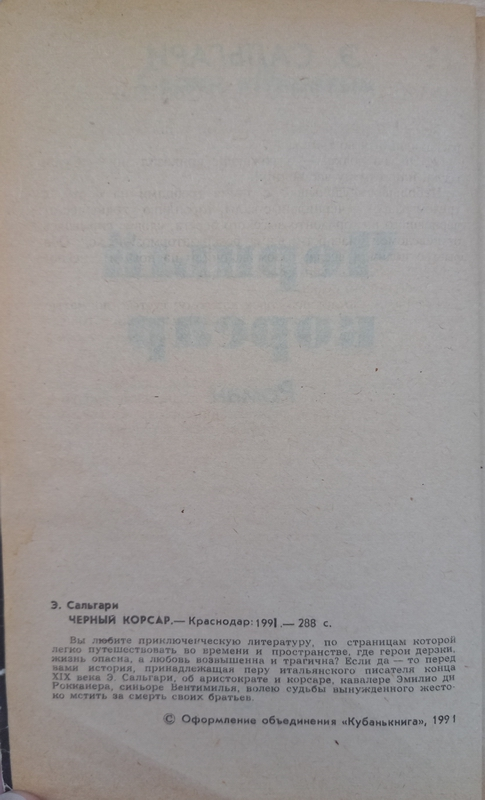 Э. Сальгари
ЧЕРНЫЙ КОРСАР.— Краснодар: 1991.— 288 с.
Вы любите приключенческую литературу, по страницам которой
легко путешествовать во времени и пространстве, где герои дерзки,
жизнь опасна, а любовь возвышенна и трагична? Если да — то перед
вами история, принадлежащая перу итальянского писателя конца
XIX века Э. Сальгари, об аристократе и корсаре, кавалере Эмилио ди
Роккаnера, синьоре Вентимилья, волею судьбы вынужденного жесто-
ко мстить за смерть своих братьев.
© Оформление объединения «Кубанькнига», 1991